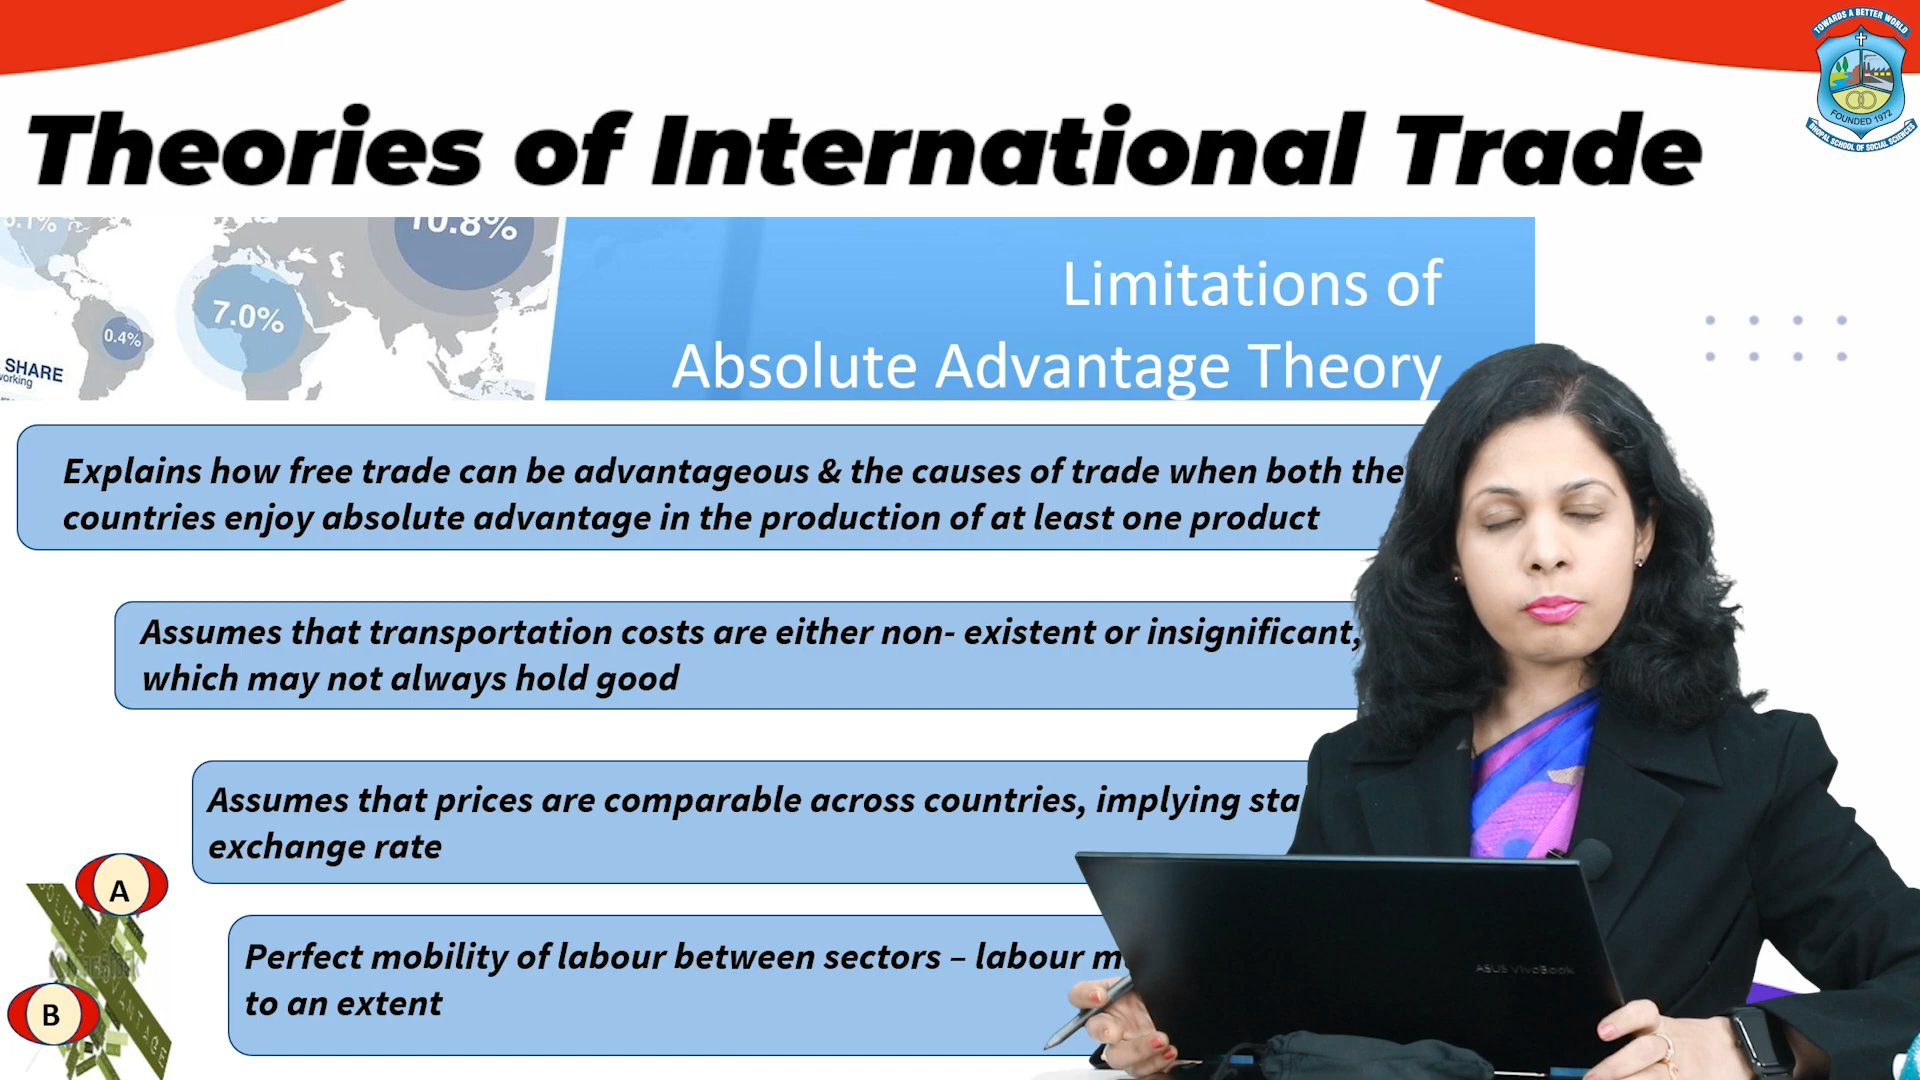 TOWARDS A BETTER WORLD
FOUNDED 1972
BHOPAL SCHOOL OF SOCIAL SCIENCES
Theories of International Trade
10.8%
7.0%
0.4%
SHARE
Limitations of
Absolute Advantage Theory
Explains how free trade can be advantageous & the causes of trade when both the
countries enjoy absolute advantage in the production of at least one product
Assumes that transportation costs are either non- existent or insignificant,
which may not always hold good
Assumes that prices are comparable across countries, implying
exchange rate
Perfect mobility of labour between sectors – labour
to an extent
A
B
ASUS VivoBook